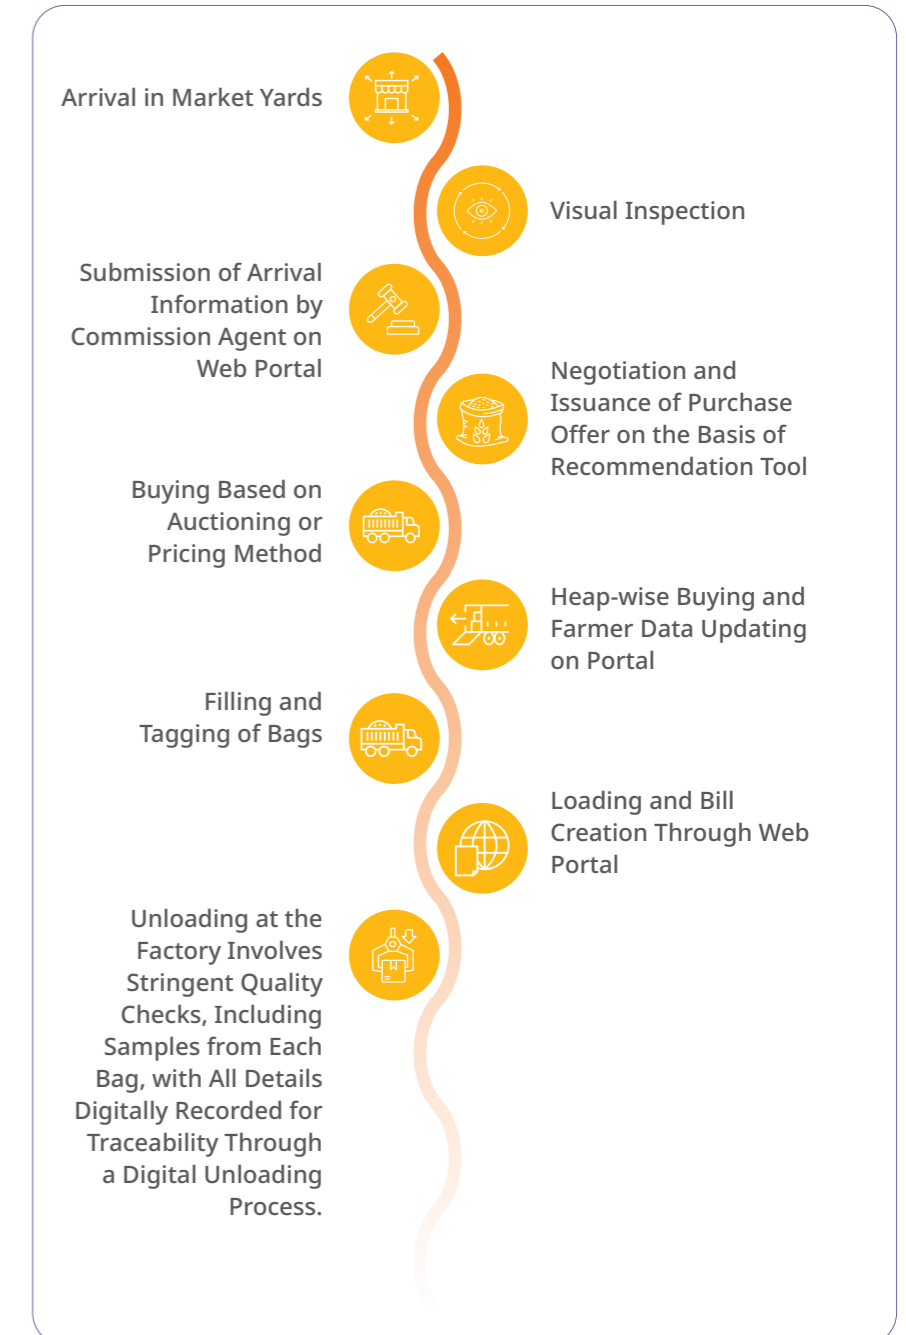 Arrival in Market Yards
Visual Inspection
Submission of Arrival
Information by
Commission Agent on
Web Portal
Negotiation and
Issuance of Purchase
Offer on the Basis of
Recommendation Tool
Buying Based on
Auctioning or
Pricing Method
Heap-wise Buying and
Farmer Data Updating
on Portal
Filling and
Tagging of Bags
Loading and Bill
Creation Through Web
Portal
Unloading at the
Factory Involves
Stringent Quality
Checks, Including
Samples from Each
Bag, with All Details
Digitally Recorded for
Traceability Through
a Digital Unloading
Process.